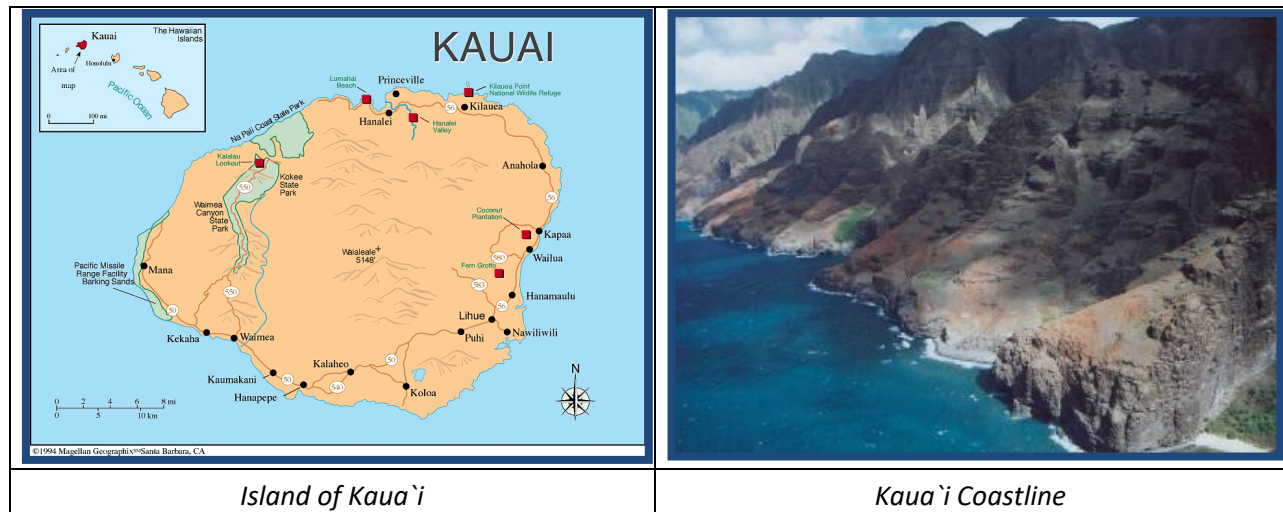 KAUAI
Kauai
The Hawaiian
Islands
Honolulu
Area of
map
Pacific Ocean
0
100 mi
Lumahai
Beach
Princeville
Kilauea Point
National Wildife Refuge
56
Kilauea
Hanalei
Hanalei
Valley
Na Pali Coast State Park
Kalalau
Lookout
Kokee
State
Park
550
Waimea
Canyon
State
Park
Anahola
56
Coconut
Plantation
Kapaa
580
Wailua
Waialeale
5148'
Fern Grotto
583
Hanamaulu
56
Pacific Missile
Range Facility
Barking Sands
Mana
50
550
Kekaha
Waimea
Lihue
Puhi
Nawiliwili
Kalaheo
50
Kaumakani
50
Hanapepe
540
Koloa
N
0 4 6 8 mi
0 5 10 km
©1994 Magellan Geographix℠Santa Barbara, CA
Island of Kaua`i
Kaua`i Coastline